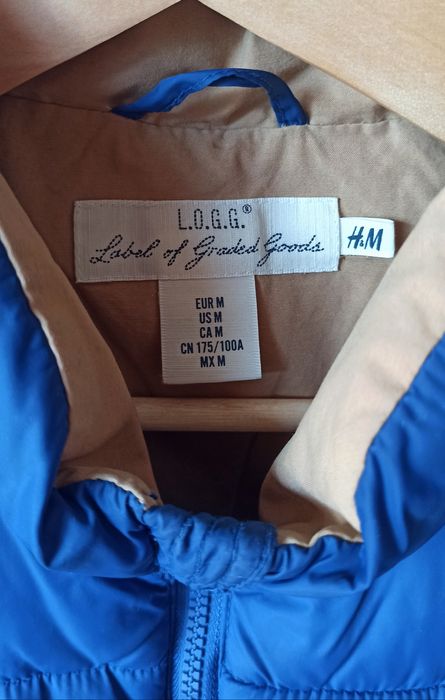 L.O.G.G.®
Label of Graded Goods
H&M
EUR M
US M
CA M
CN 175/100A
MX M